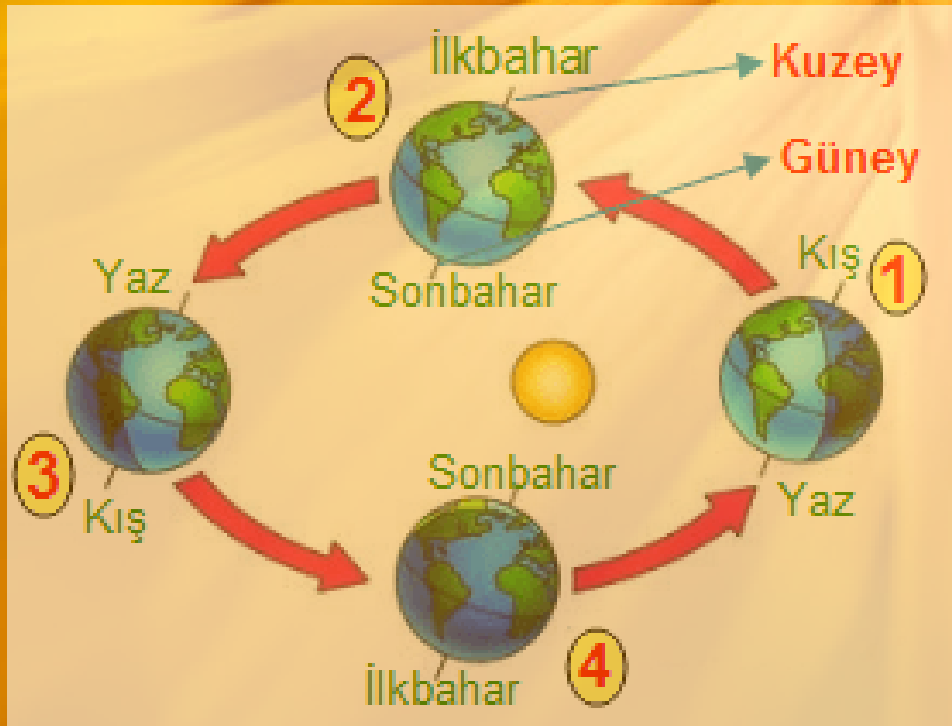 İlkbahar
Kuzey
2
Güney
Kış
1
Yaz
Sonbahar
3
Kış
Sonbahar
Yaz
4
İlkbahar